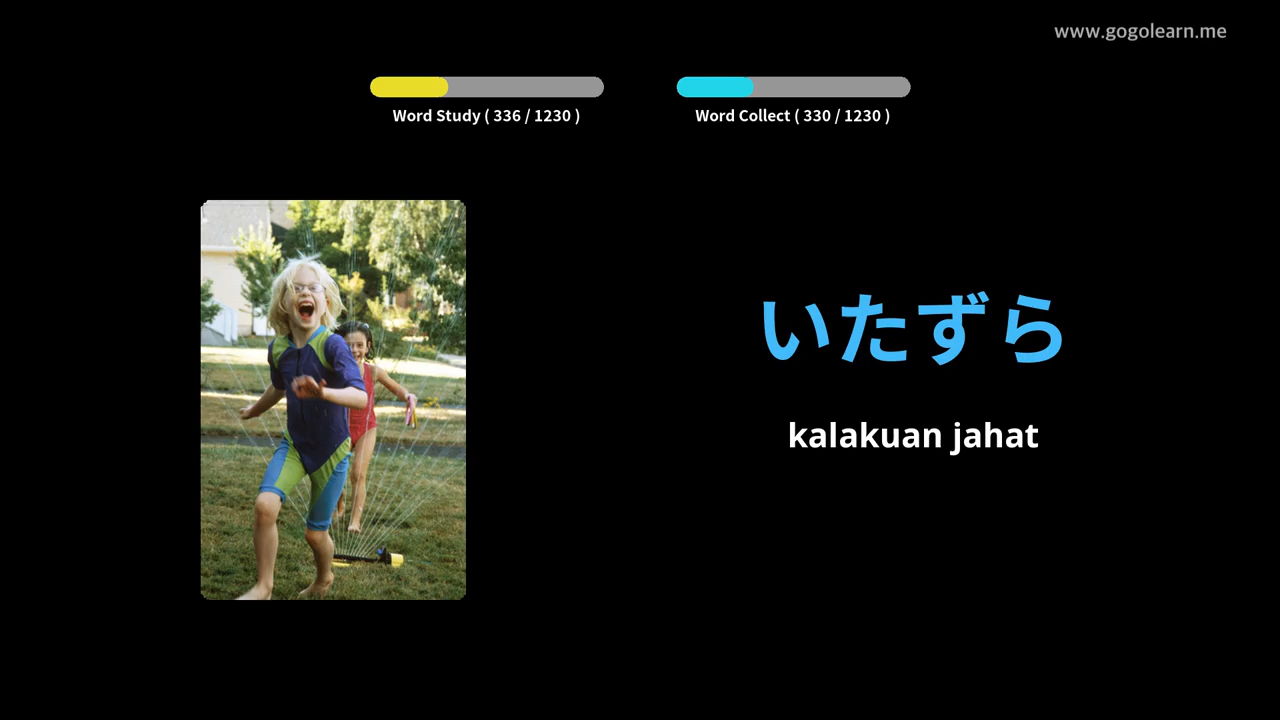 www.gogolearn.me
Word Study ( 336 / 1230 )
Word Collect ( 330 / 1230 )
いたずら
kalakuan jahat